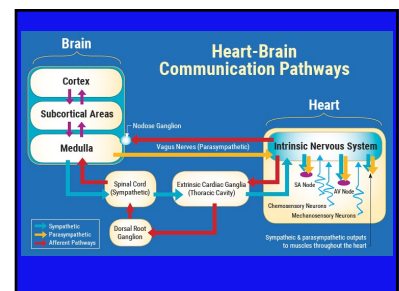 Brain
Heart-Brain
Communication Pathways
Cortex
Subcortical Areas
Medulla
Nodose Ganglion
Vagus Nerves (Parasympathetic)
Heart
Intrinsic Nervous System
SA Node
AV Node
Chemosensory Neurons
Mechanosensory Neurons
Spinal Cord
(Sympathetic)
Extrinsic Cardiac Ganglia
(Thoracic Cavity)
Dorsal Root
Ganglion
Sympathetic
Parasympathetic
Afferent Pathways
Sympatheic & parasympathetic outputs
to muscles throughout the heart